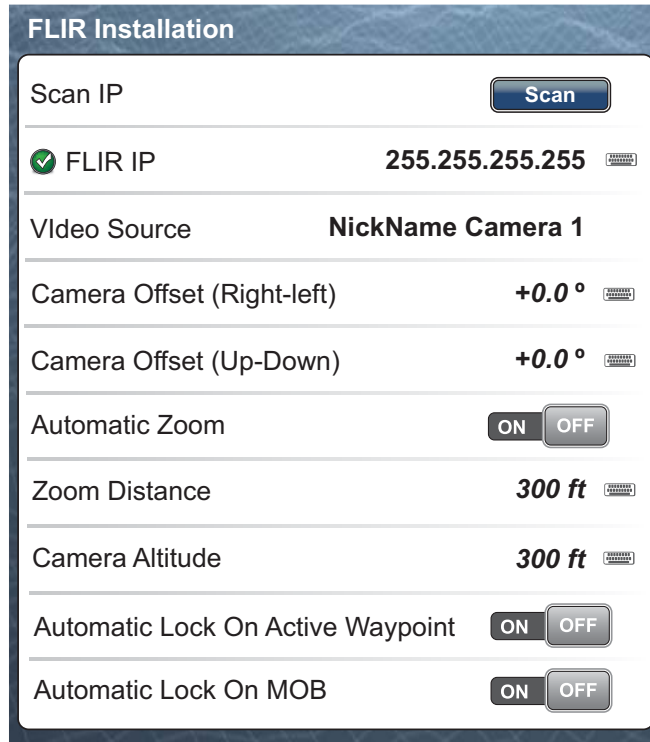 FLIR Installation
Scan IP Scan
FLIR IP 255.255.255.255
VIdeo Source NickName Camera 1
Camera Offset (Right-left) +0.0 º
Camera Offset (Up-Down) +0.0 º
Automatic Zoom ON OFF
Zoom Distance 300 ft
Camera Altitude 300 ft
Automatic Lock On Active Waypoint ON OFF
Automatic Lock On MOB ON OFF